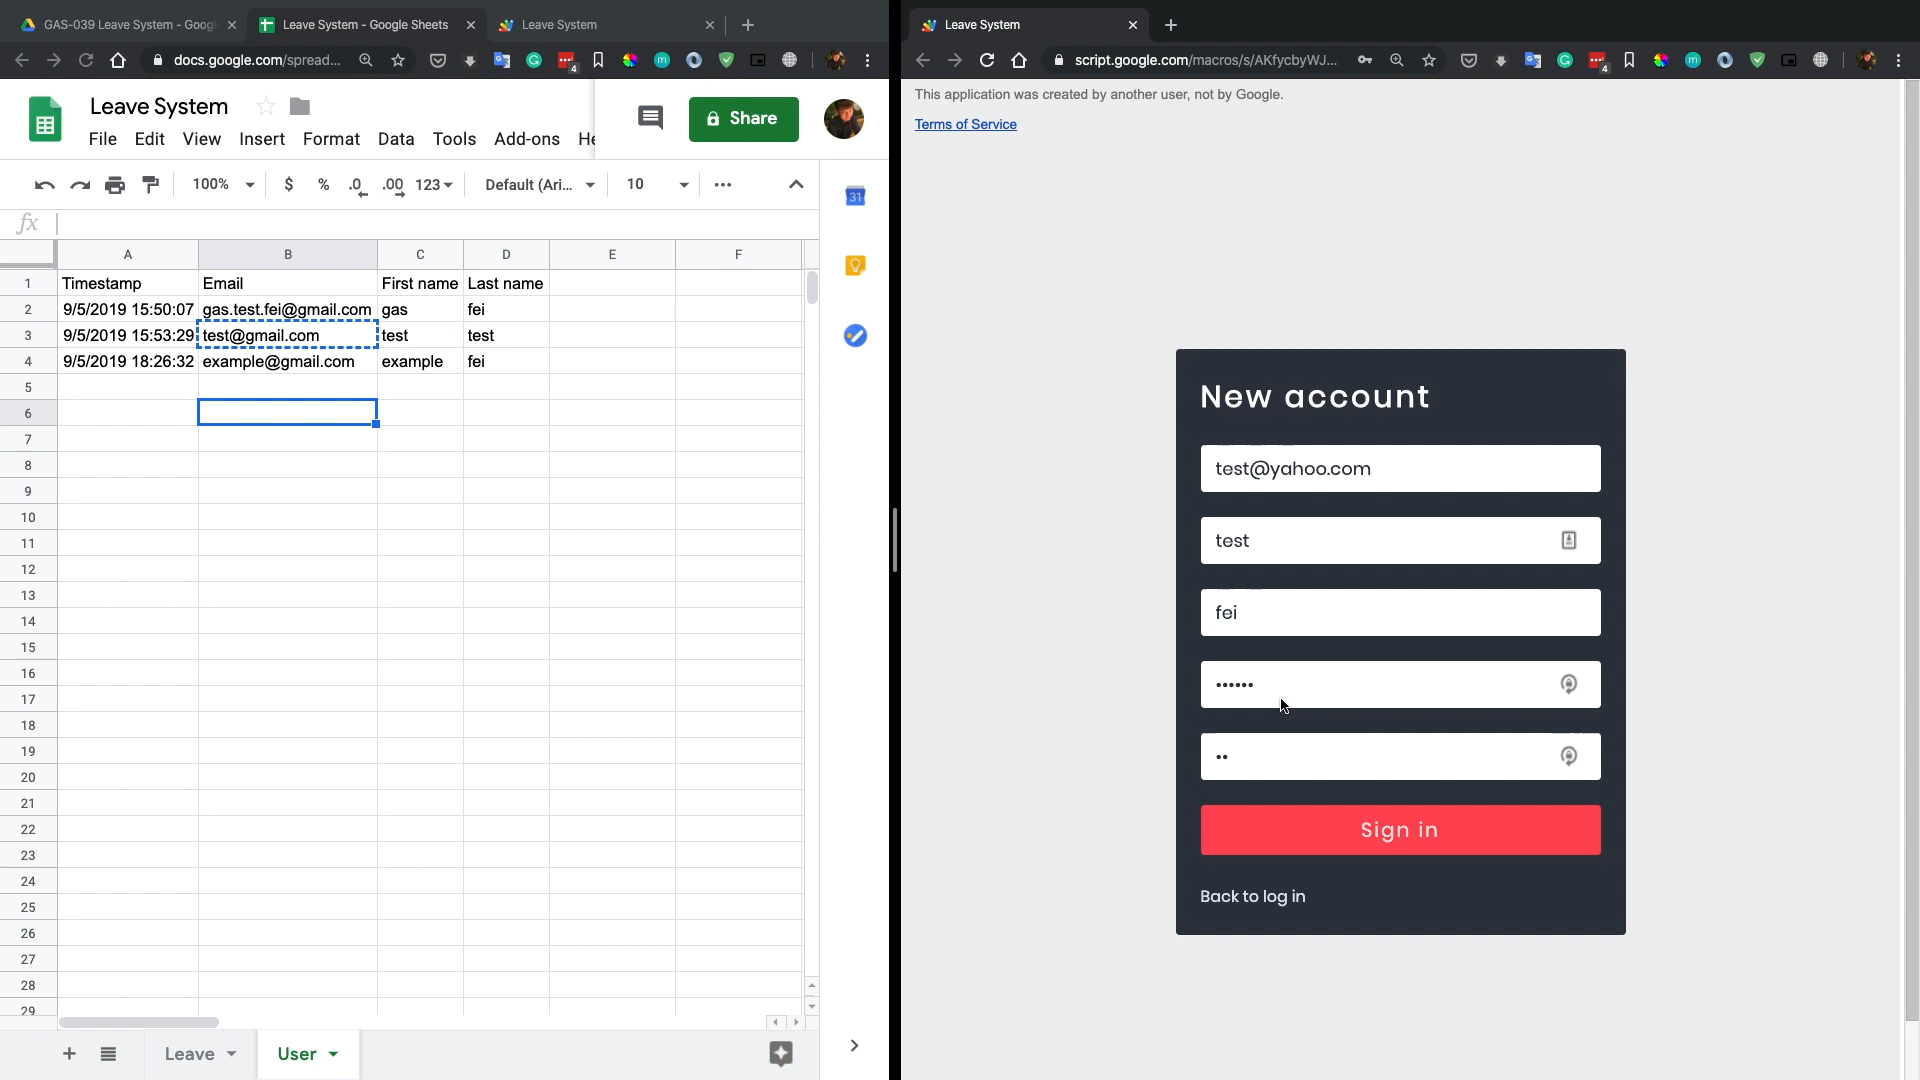 GAS-039 Leave System - Goog
Leave System - Google Sheets
Leave System
docs.google.com/spread...
4
Leave System
File Edit View Insert Format Data Tools Add-ons He
Share
100% $ % .0 .00 123 Default (Ari... 10
31
fx
A B C D E F
1 Timestamp Email First name Last name
2 9/5/2019 15:50:07 gas.test.fei@gmail.com gas fei
3 9/5/2019 15:53:29 test@gmail.com test test
4 9/5/2019 18:26:32 example@gmail.com example fei
5
6
7
8
9
10
11
12
13
14
15
16
17
18
19
20
21
22
23
24
25
26
27
28
29
Leave User
Leave System
script.google.com/macros/s/AKfycbyWJ...
4
This application was created by another user, not by Google.
Terms of Service
New account
test@yahoo.com
test
fei
••••••
••
Sign in
Back to log in